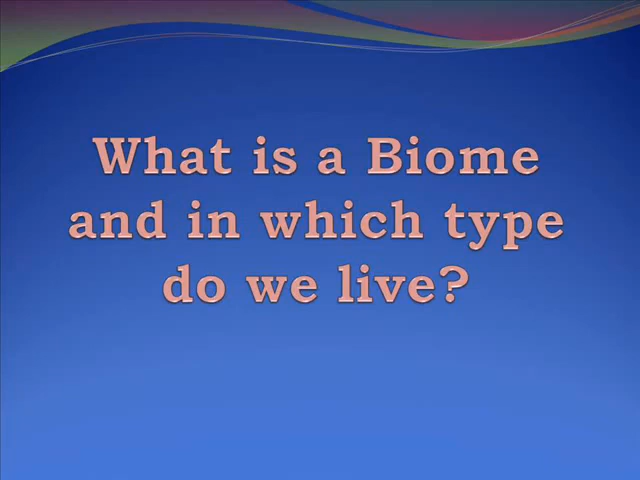 What is a Biome
and in which type
do we live?